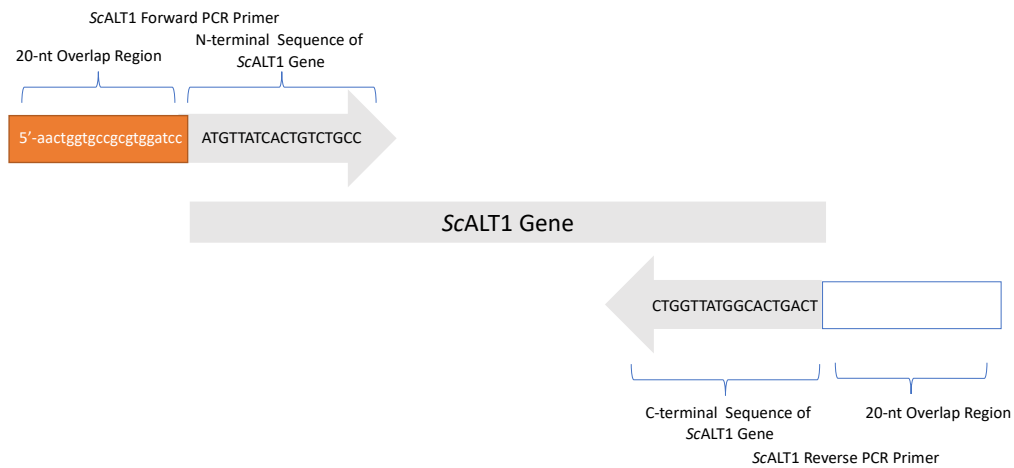 ScALT1 Forward PCR Primer
20-nt Overlap Region
N-terminal Sequence of
ScALT1 Gene
5’-aactggtgccgcgtggatcc
ATGTTATCACTGTCTGCC
ScALT1 Gene
CTGGTTATGGCACTGACT
C-terminal Sequence of
ScALT1 Gene
20-nt Overlap Region
ScALT1 Reverse PCR Primer